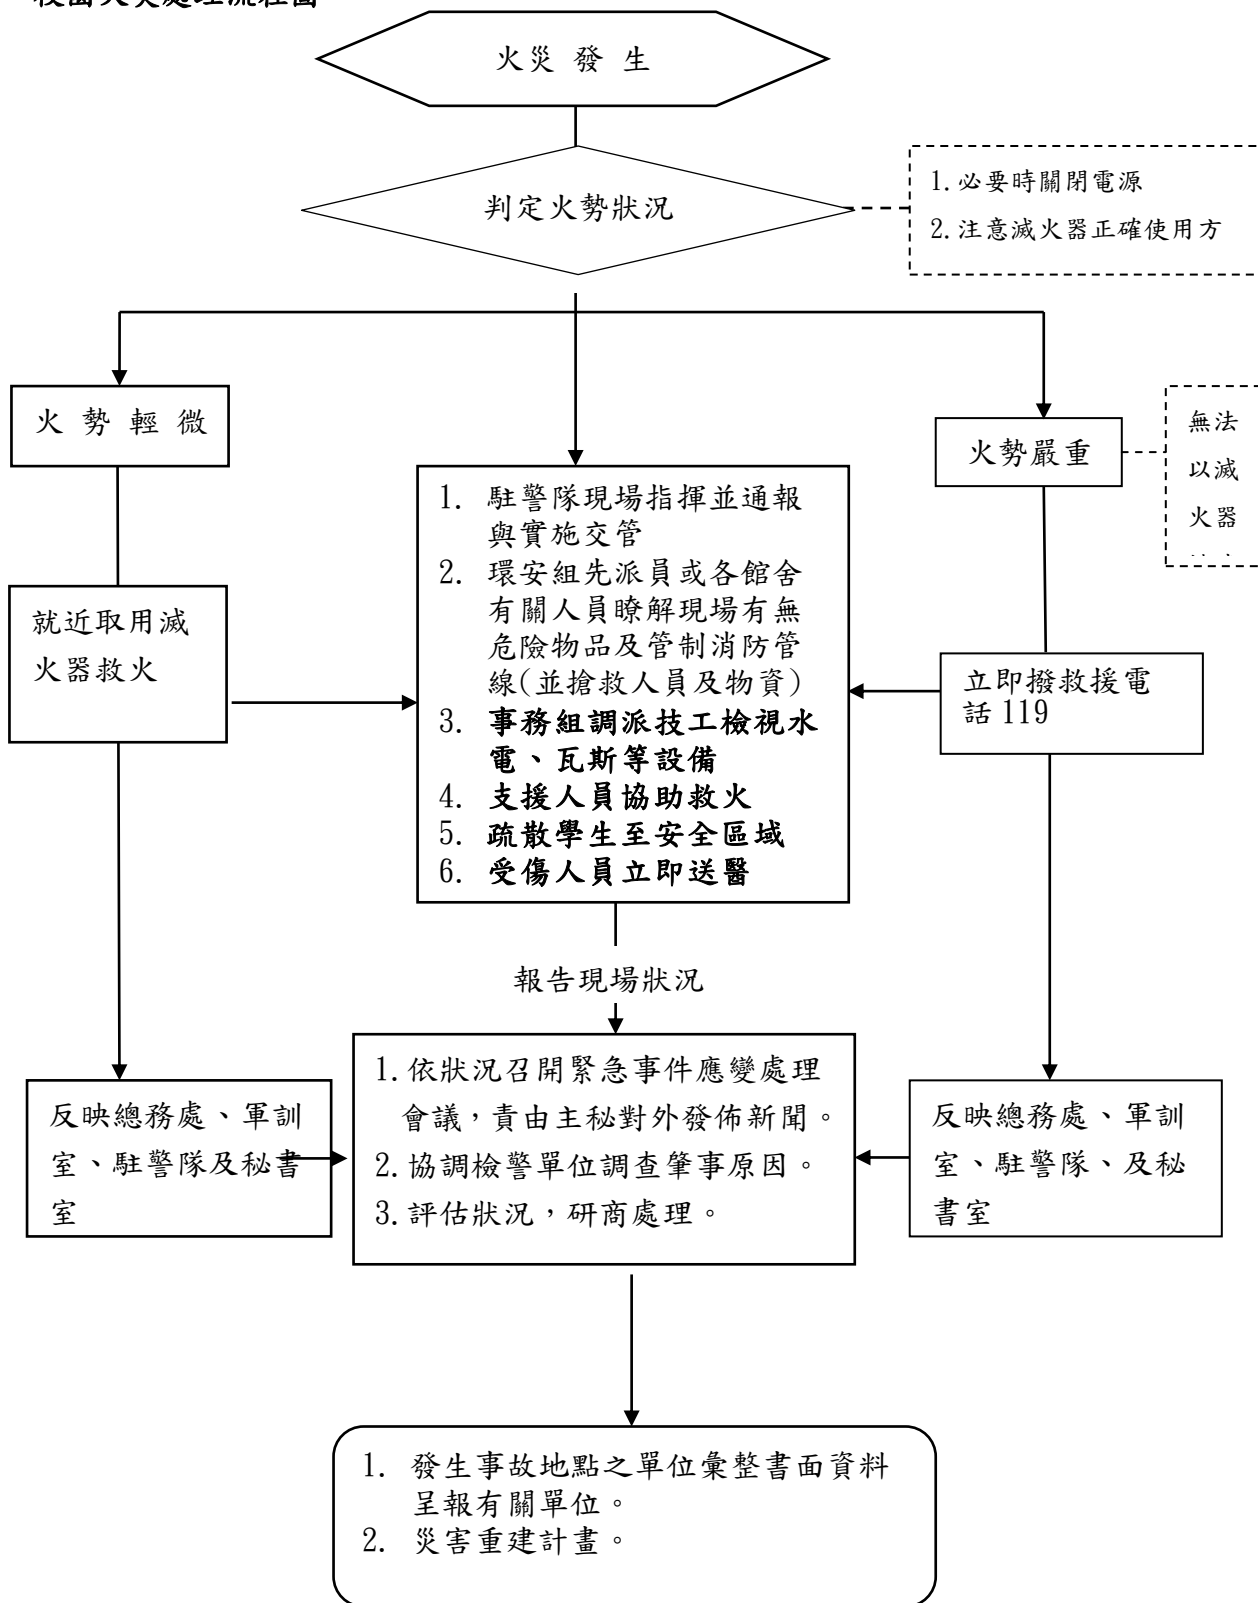 火災 發 生
判定火勢狀況
1.必要時關閉電源
2.注意滅火器正確使用方
火 勢 輕 微
火勢嚴重
無法
以滅
火器
1. 駐警隊現場指揮並通報
與實施交管
2. 環安組先派員或各館舍
有關人員瞭解現場有無
危險物品及管制消防管
線(並搶救人員及物資)
3. 事務組調派技工檢視水
電、瓦斯等設備
4. 支援人員協助救火
5. 疏散學生至安全區域
6. 受傷人員立即送醫
就近取用滅
火器救火
立即撥救援電
話 119
報告現場狀況
1.依狀況召開緊急事件應變處理
會議，責由主秘對外發佈新聞。
2.協調檢警單位調查肇事原因。
3.評估狀況，研商處理。
反映總務處、軍訓
室、駐警隊及秘書
室
反映總務處、軍訓
室、駐警隊、及秘
書室
1. 發生事故地點之單位彙整書面資料
呈報有關單位。
2. 災害重建計畫。